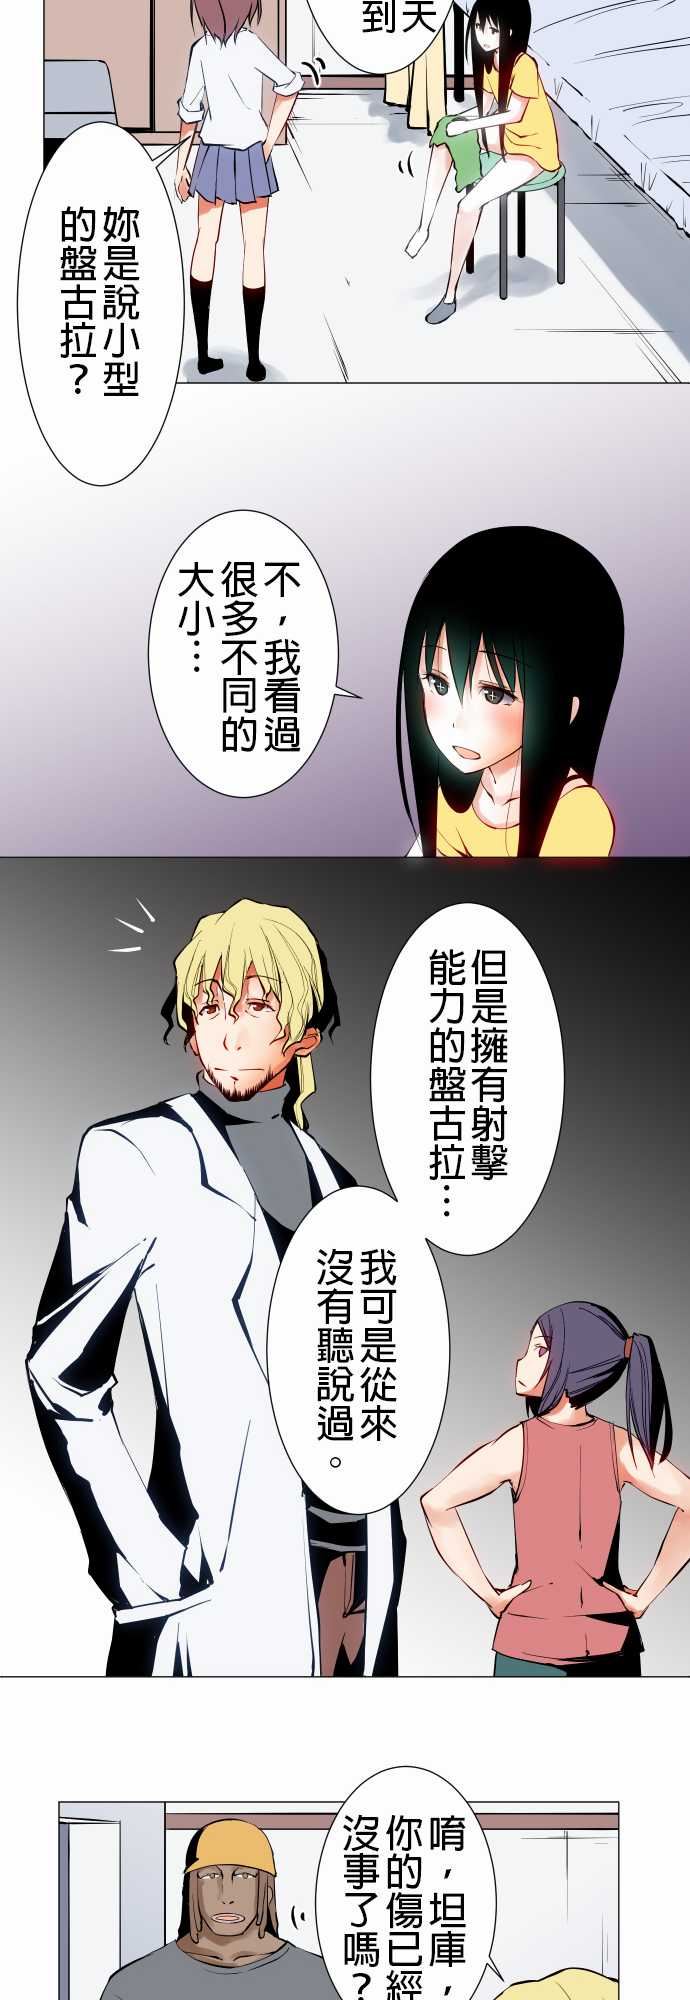 天
到
妳是說小型
的盤古拉？
不，我看過
很多不同的
大小…
但是擁有射擊
能力的盤古拉…
我可是從來
沒有聽說過。
唷，坦庫，
你的傷已經
沒事了嗎？